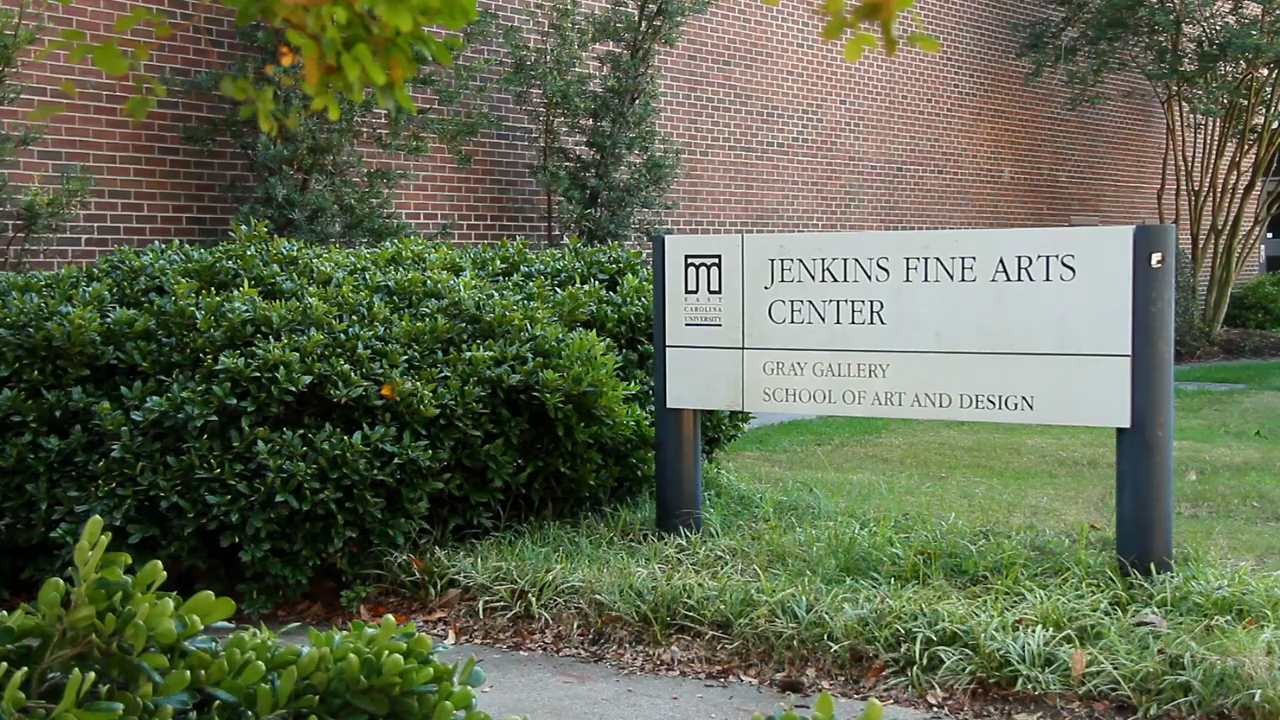 EAST
CAROLINA
UNIVERSITY
JENKINS FINE ARTS
CENTER
GRAY GALLERY
SCHOOL OF ART AND DESIGN